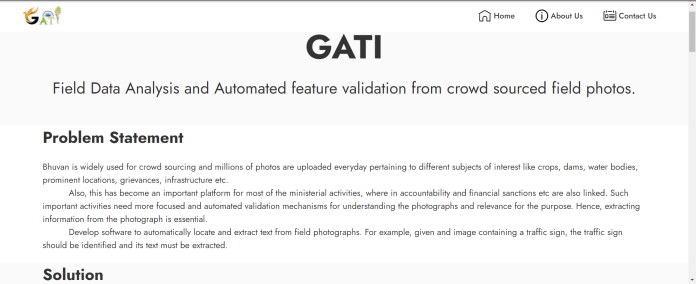 GATI
Home
About Us
Contact Us
GATI
Field Data Analysis and Automated feature validation from crowd sourced field photos.
Problem Statement
Bhuvan is widely used for crowd sourcing and millions of photos are uploaded everyday pertaining to different subjects of interest like crops, dams, water bodies,
prominent locations, grievances, infrastructure etc.
Also, this has become an important platform for most of the ministerial activities, where in accountability and financial sanctions etc are also linked. Such
important activities need more focused and automated validation mechanisms for understanding the photographs and relevance for the purpose. Hence, extracting
information from the photograph is essential.
Develop software to automatically locate and extract text from field photographs. For example, given and image containing a traffic sign, the traffic sign
should be identified and its text must be extracted.
Solution